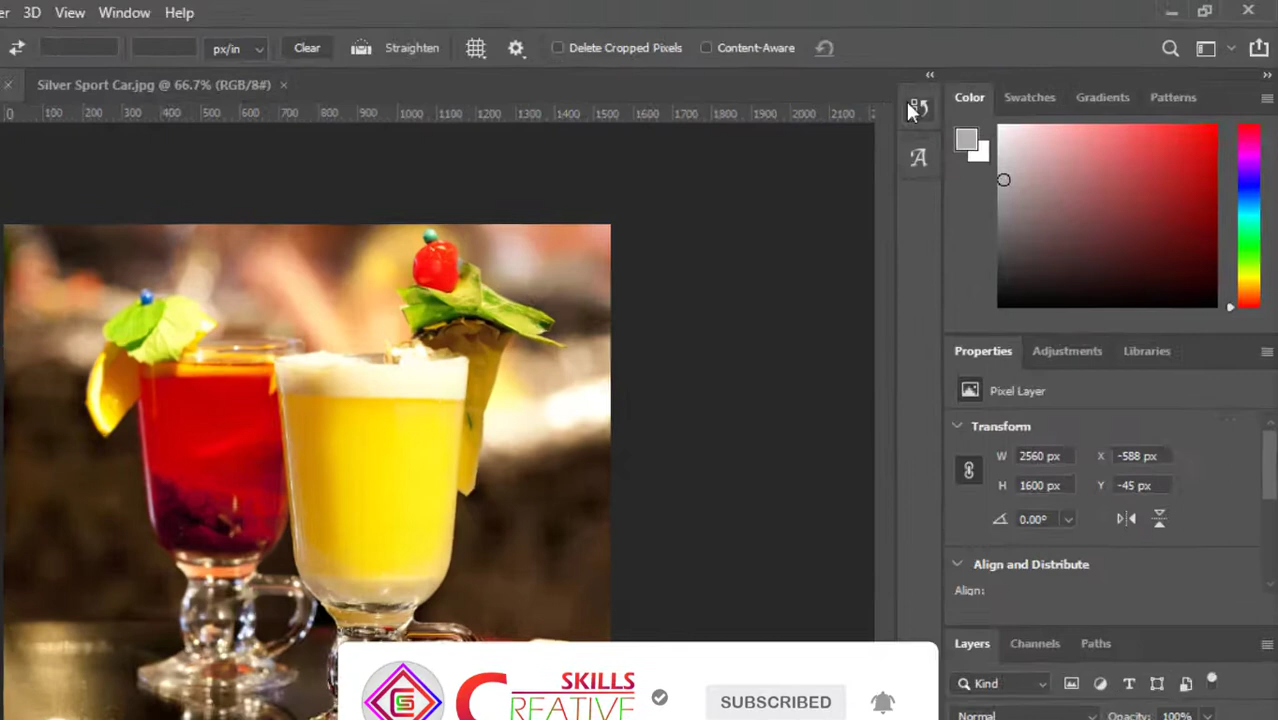 3D View Window Help
px/in Clear Straighten Delete Cropped Pixels Content-Aware
Silver Sport Car.jpg @ 66.7% (RGB/8#) ×
0 100 200 300 400 500 600 700 800 900 1000 1100 1200 1300 1400 1500 1600 1700 1800 1900 2000 2100
Color Swatches Gradients Patterns
Properties Adjustments Libraries
Pixel Layer
Transform
W 2560 px X -588 px
H 1600 px Y -45 px
0.00°
Align and Distribute
Align:
Layers Channels Paths
Kind
Normal Opacity: 100%
SKILLS
CREATIVE
SUBSCRIBED